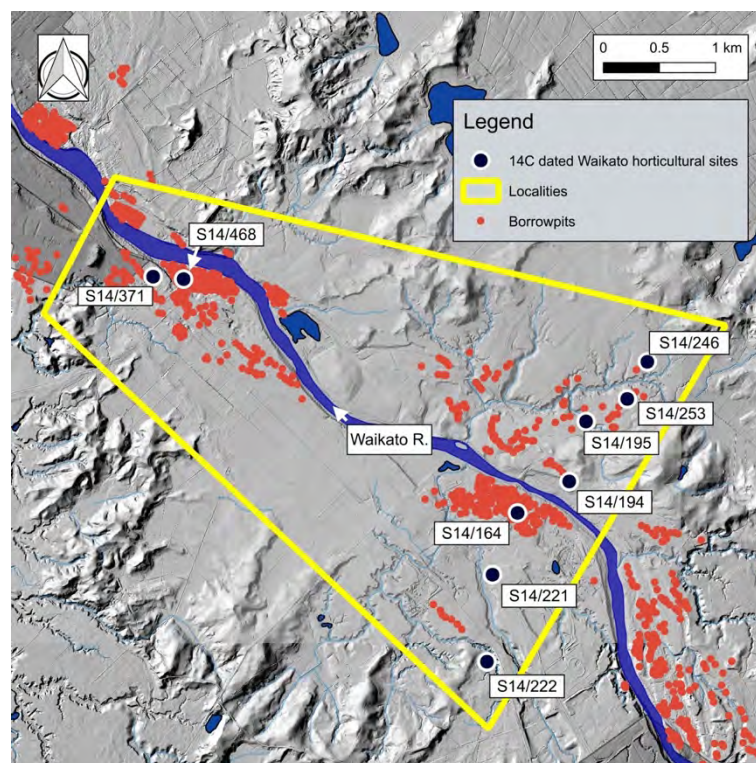 0 0.5 1 km
Legend
14C dated Waikato horticultural sites
Localities
Borrowpits
S14/468
S14/371
S14/246
S14/253
S14/195
Waikato R.
S14/194
S14/164
S14/221
S14/222